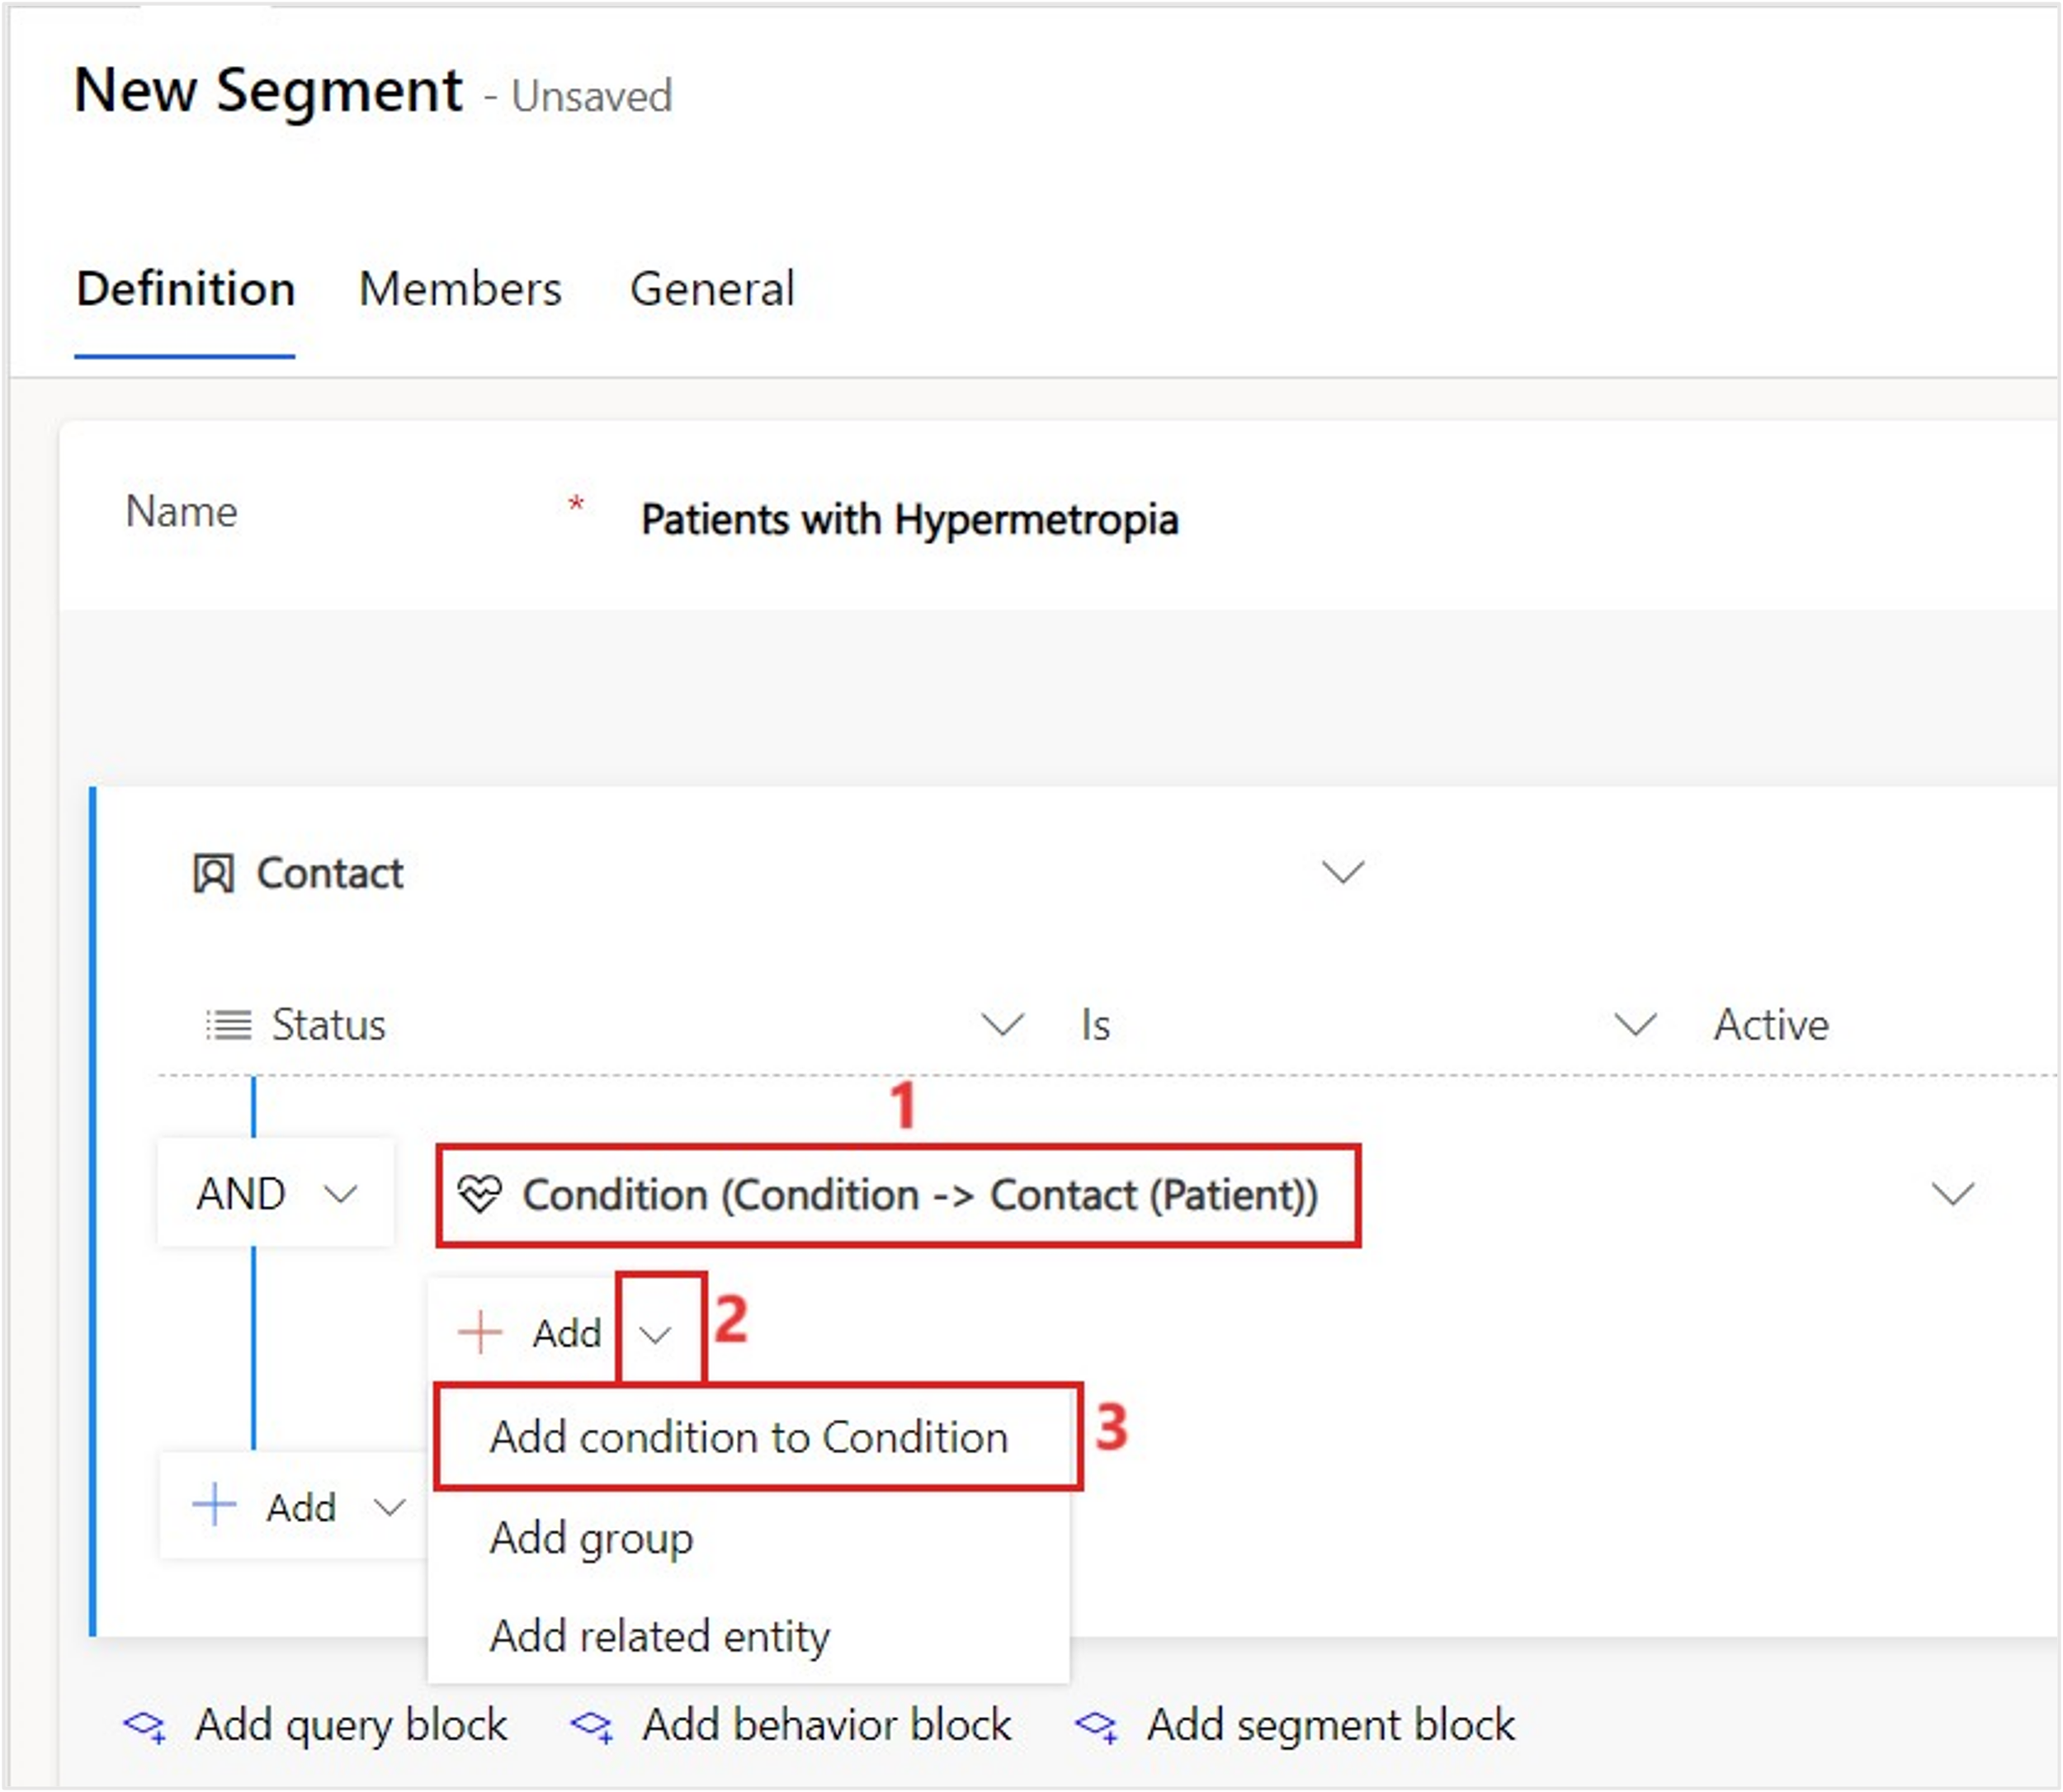 New Segment - Unsaved
Definition Members General
Name * Patients with Hypermetropia
Contact
Status Is Active
1
AND Condition (Condition -> Contact (Patient))
Add 2
Add condition to Condition 3
Add
Add group
Add related entity
Add query block Add behavior block Add segment block